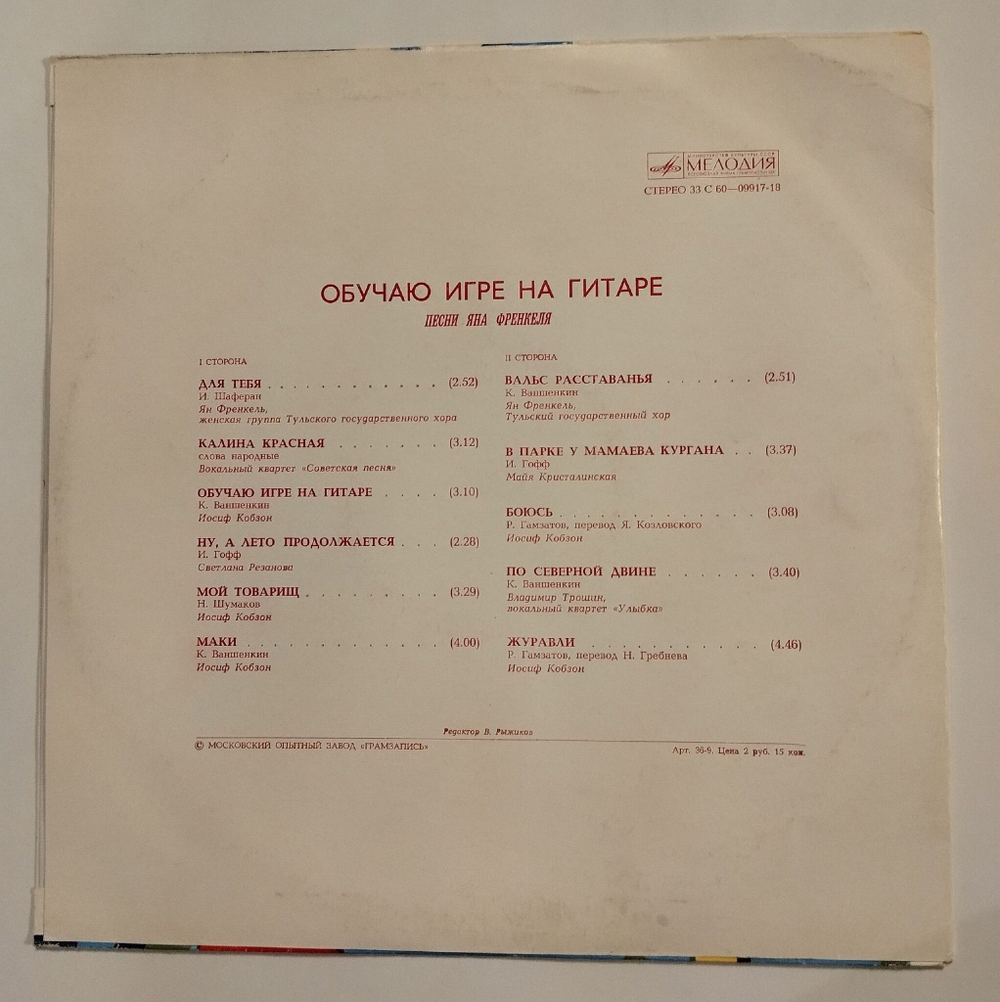 МИНИСТЕРСТВО КУЛЬТУРЫ СССР
МЕЛОДИЯ
СТЕРЕО 33 С 60—09917-18
ОБУЧАЮ ИГРЕ НА ГИТАРЕ
ПЕСНИ ЯНА ФРЕНКЕЛЯ
I СТОРОНА
ДЛЯ ТЕБЯ . . . . . . . . . . . . . (2.52)
И. Шаферан
Ян Френкель,
женская группа Тульского государственного хора
КАЛИНА КРАСНАЯ . . . . . . . (3.12)
слова народные
Вокальный квартет «Советская песня»
ОБУЧАЮ ИГРЕ НА ГИТАРЕ . . . . (3.10)
К. Ваншенкин
Иосиф Кобзон
НУ, А ЛЕТО ПРОДОЛЖАЕТСЯ . . . (2.28)
И. Гофф
Светлана Резанова
МОЙ ТОВАРИЩ . . . . . . . . . . (3.29)
Н. Шумаков
Иосиф Кобзон
МАКИ . . . . . . . . . . . . . (4.00)
К. Ваншенкин
Иосиф Кобзон
II СТОРОНА
ВАЛЬС РАССТАВАНЬЯ . . . . . . (2.51)
К. Ваншенкин
Ян Френкель,
Тульский государственный хор
В ПАРКЕ У МАМАЕВА КУРГАНА . . (3.37)
И. Гофф
Майя Кристалинская
БОЮСЬ . . . . . . . . . . . . . (3.08)
Р. Гамзатов, перевод Я. Козловского
Иосиф Кобзон
ПО СЕВЕРНОЙ ДВИНЕ . . . . . . (3.40)
К. Ваншенкин
Владимир Трошин,
вокальный квартет «Улыбка»
ЖУРАВЛИ . . . . . . . . . . . (4.46)
Р. Гамзатов, перевод Н. Гребнева
Иосиф Кобзон
Редактор В. Рыжиков
© МОСКОВСКИЙ ОПЫТНЫЙ ЗАВОД «ГРАМЗАПИСЬ»
Арт. 36-9. Цена 2 руб. 15 коп.